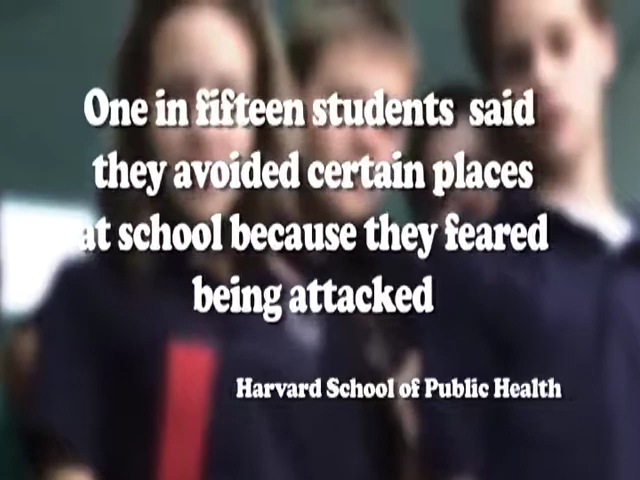 One in fifteen students said
they avoided certain places
at school because they feared
being attacked
Harvard School of Public Health